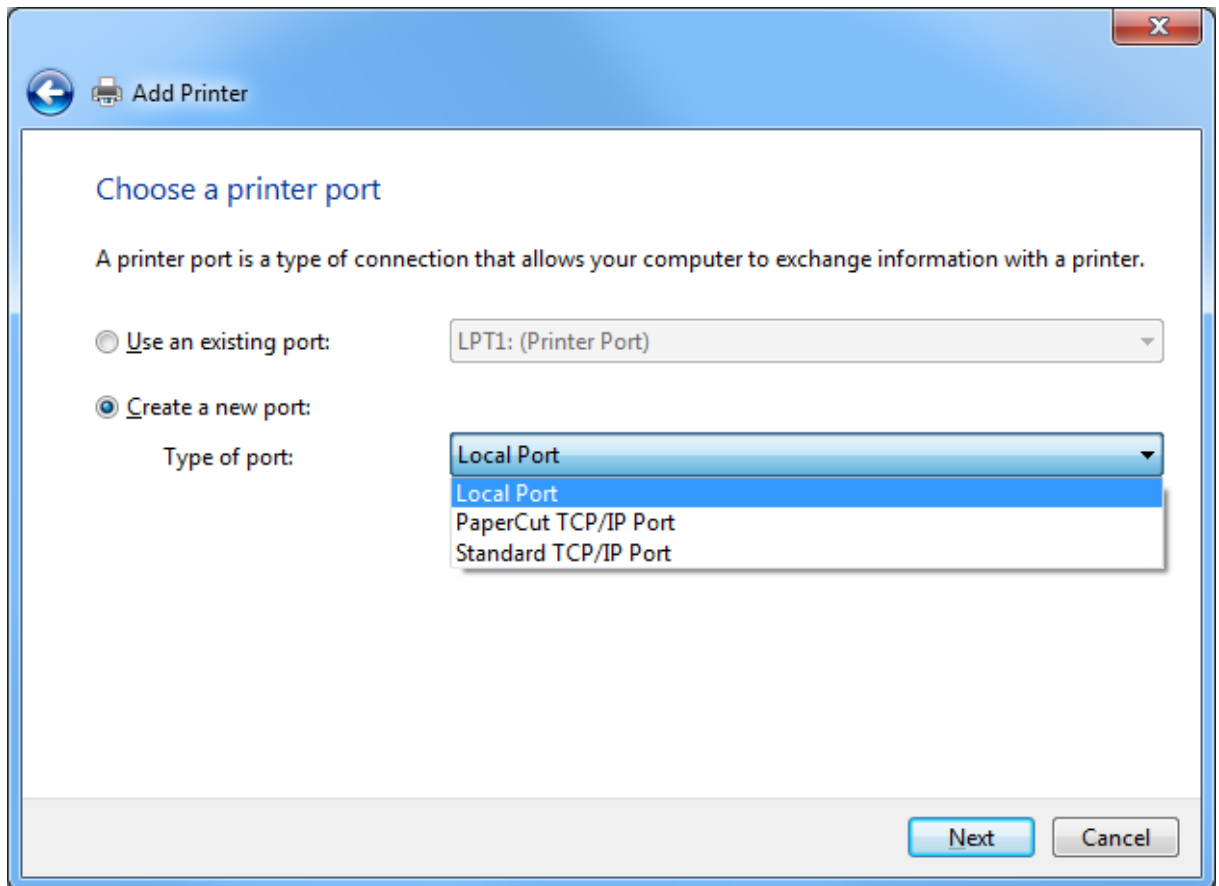 Add Printer
Choose a printer port
A printer port is a type of connection that allows your computer to exchange information with a printer.
Use an existing port: LPT1: (Printer Port)
Create a new port:
Type of port: Local Port
Local Port
PaperCut TCP/IP Port
Standard TCP/IP Port
Next Cancel